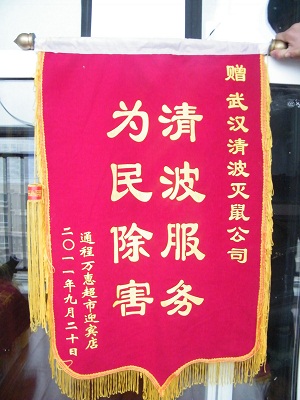 赠 武汉清波灭鼠公司
清波服务
为民除害
通程万惠超市迎宾店
二〇一一年九月二十日